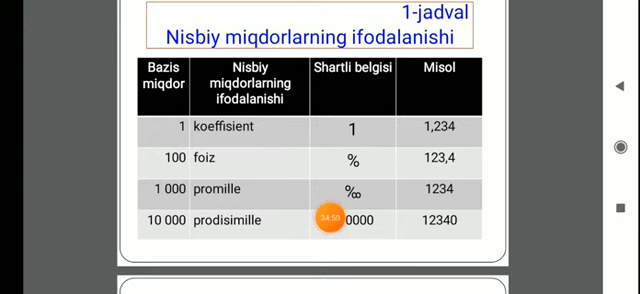 1-jadval
Nisbiy miqdorlarning ifodalanishi
Bazis miqdor Nisbiy miqdorlarning ifodalanishi Shartli belgisi Misol
1 koeffisient 1 1,234
100 foiz % 123,4
1 000 promille ‰ 1234
10 000 prodisimille 0000 12340
34:59